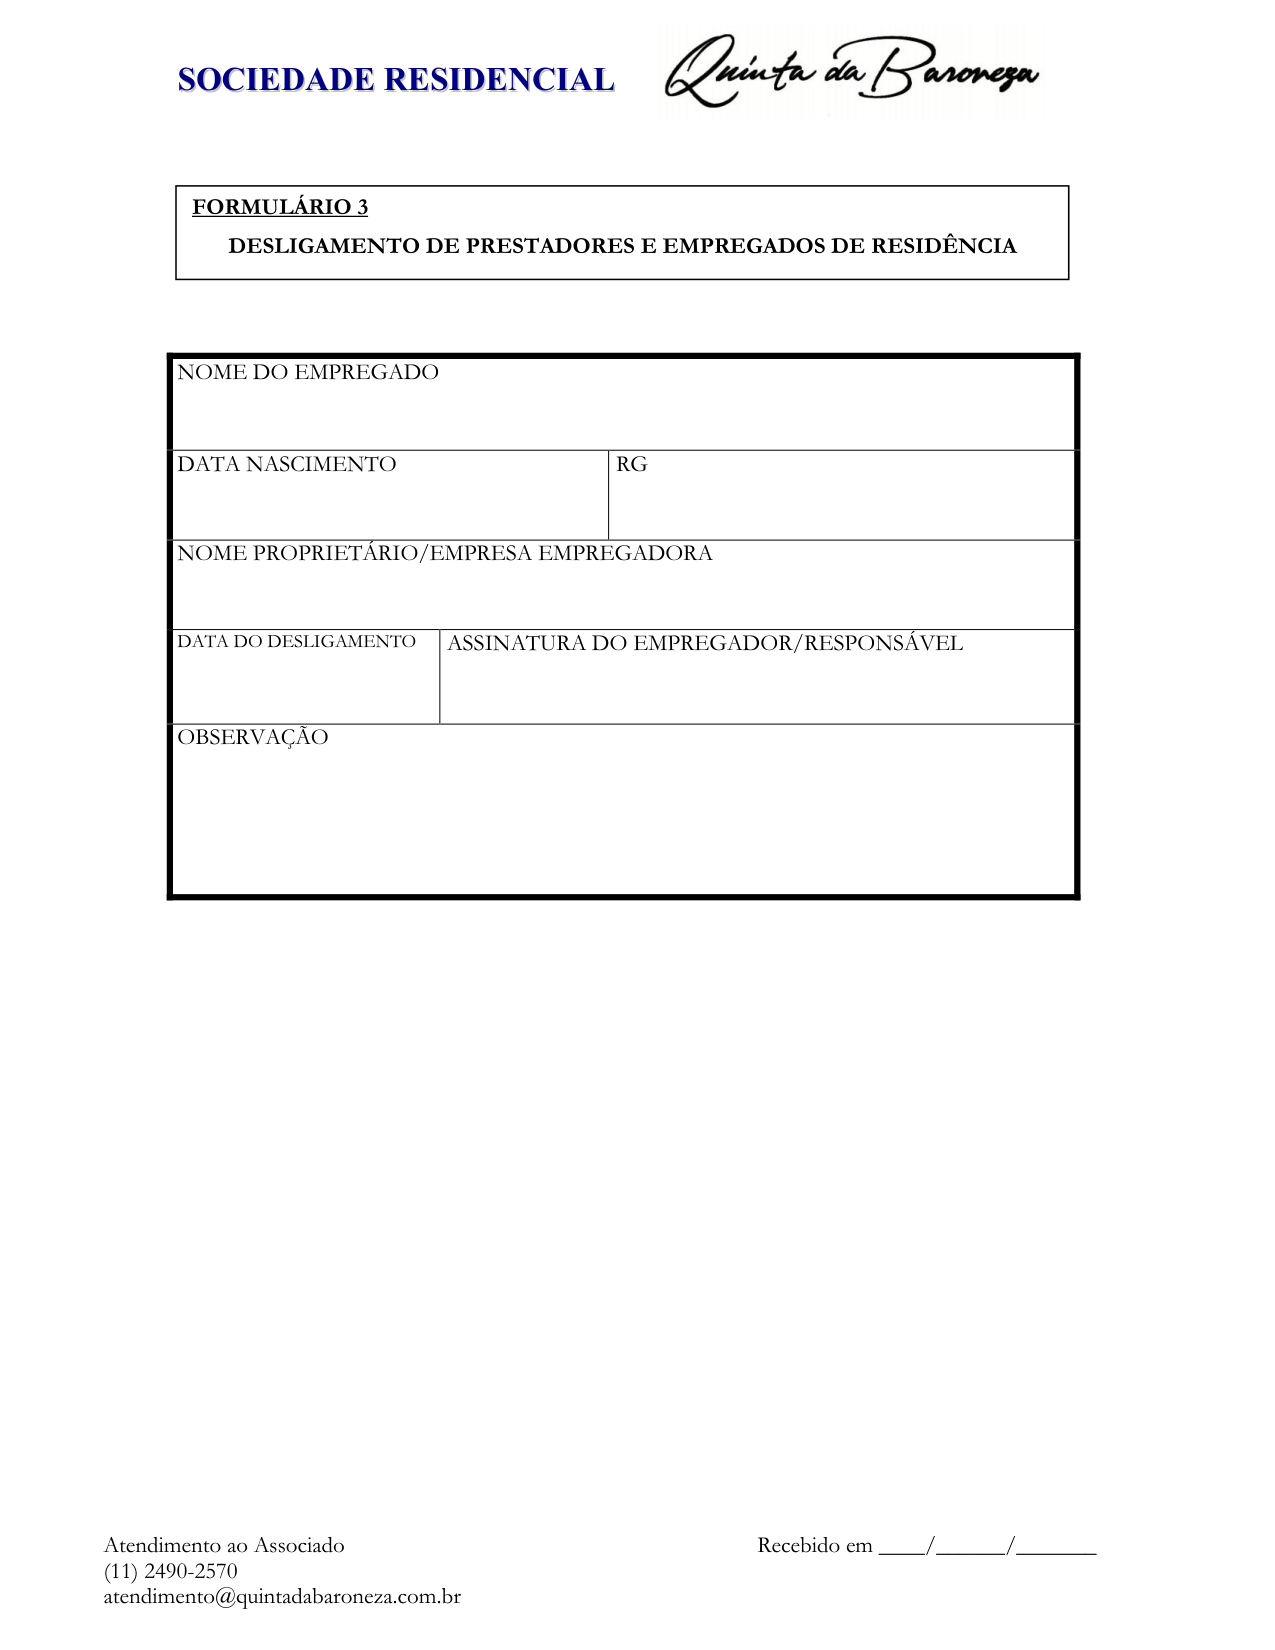 SOCIEDADE RESIDENCIAL Quinta da Baroneza
FORMULÁRIO 3
DESLIGAMENTO DE PRESTADORES E EMPREGADOS DE RESIDÊNCIA
NOME DO EMPREGADO
DATA NASCIMENTO RG
NOME PROPRIETÁRIO/EMPRESA EMPREGADORA
DATA DO DESLIGAMENTO ASSINATURA DO EMPREGADOR/RESPONSÁVEL
OBSERVAÇÃO
Atendimento ao Associado Recebido em ____/______/_______
(11) 2490-2570
atendimento@quintadabaroneza.com.br